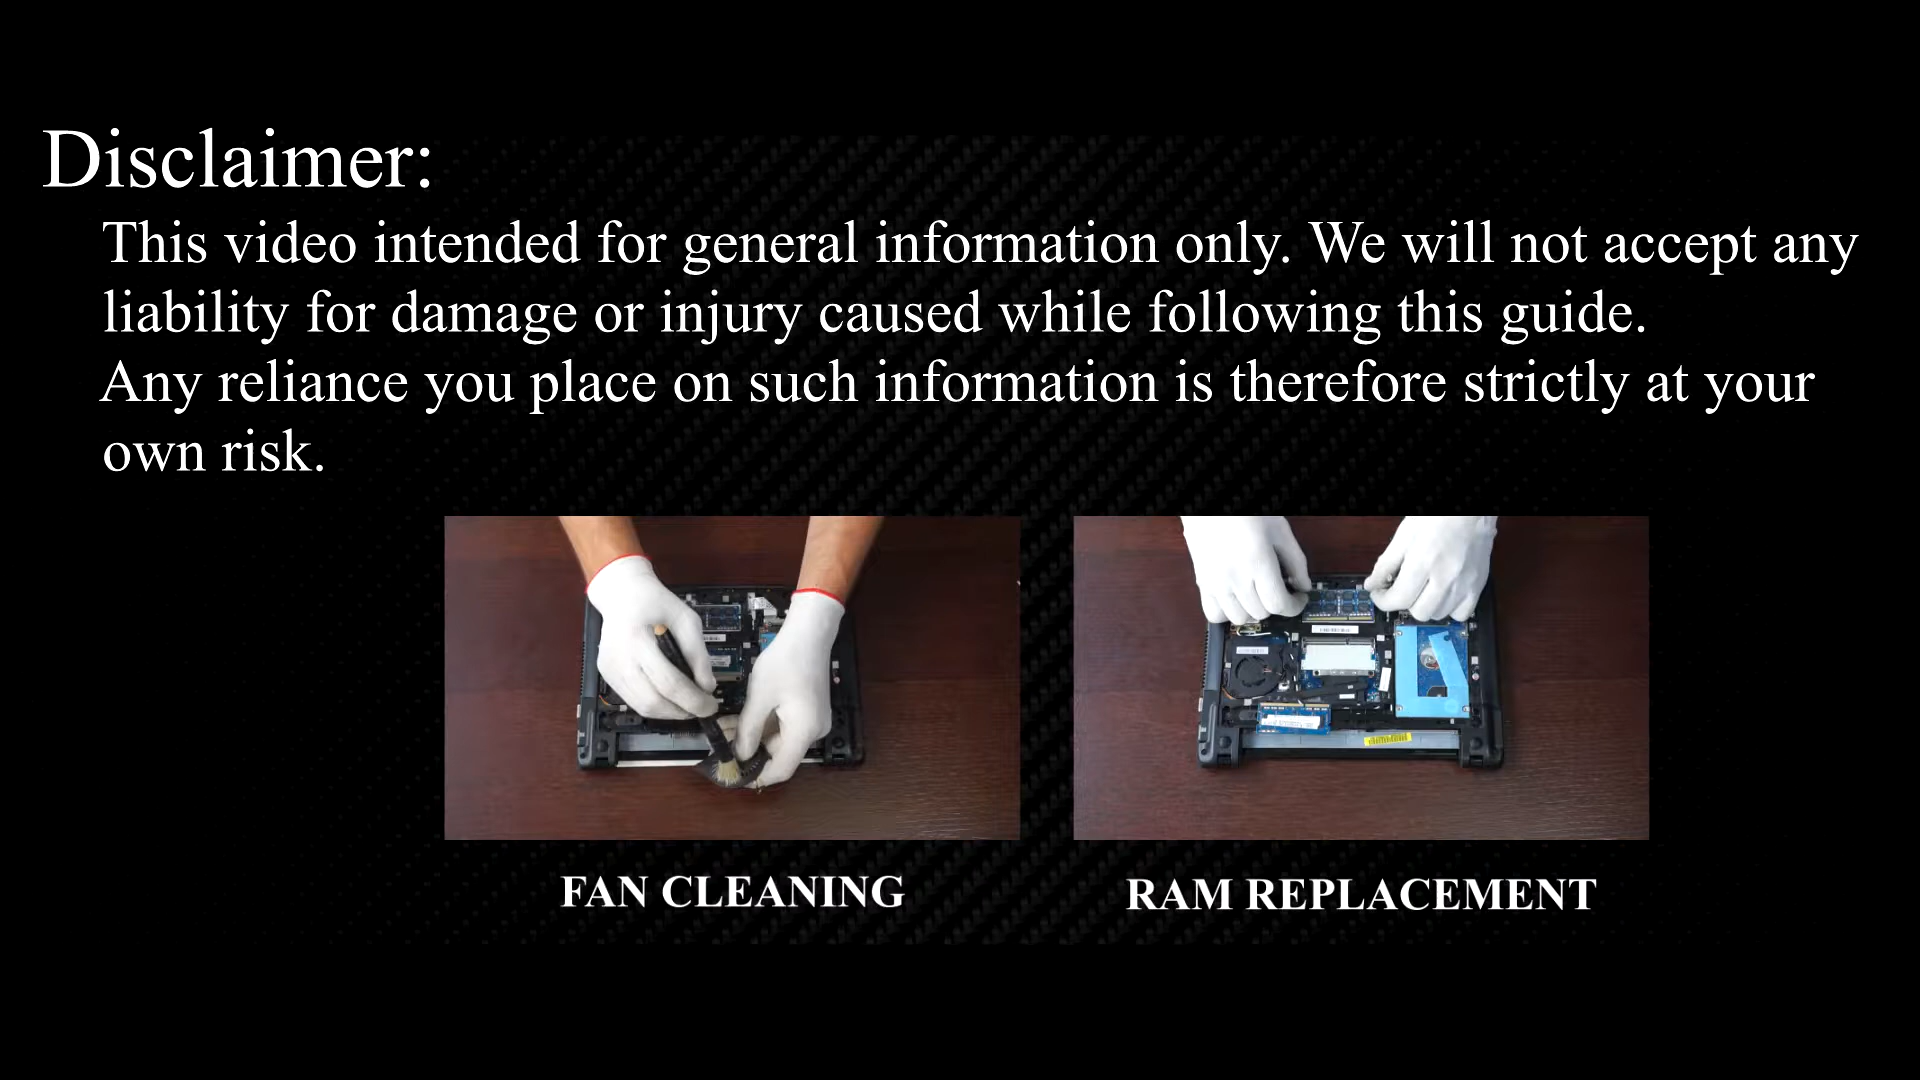 Disclaimer:
This video intended for general information only. We will not accept any
liability for damage or injury caused while following this guide.
Any reliance you place on such information is therefore strictly at your
own risk.
FAN CLEANING
RAM REPLACEMENT